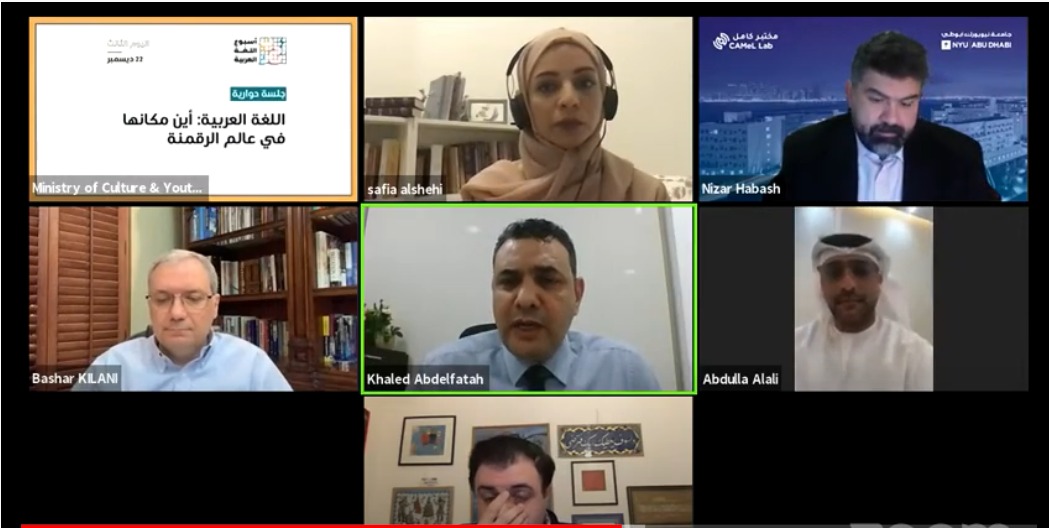 اليوم الثالث
22 ديسمبر
أسبوع
اللغة
العربية
جلسة حوارية
اللغة العربية: أين مكانها
في عالم الرقمنة
Ministry of Culture & Yout...
safia alshehi
مختبر كامل
CAMeL Lab
جامعة نيويورك أبوظبي
NYU ABU DHABI
Nizar Habash
Bashar KILANI
Khaled Abdelfatah
Abdulla Alali